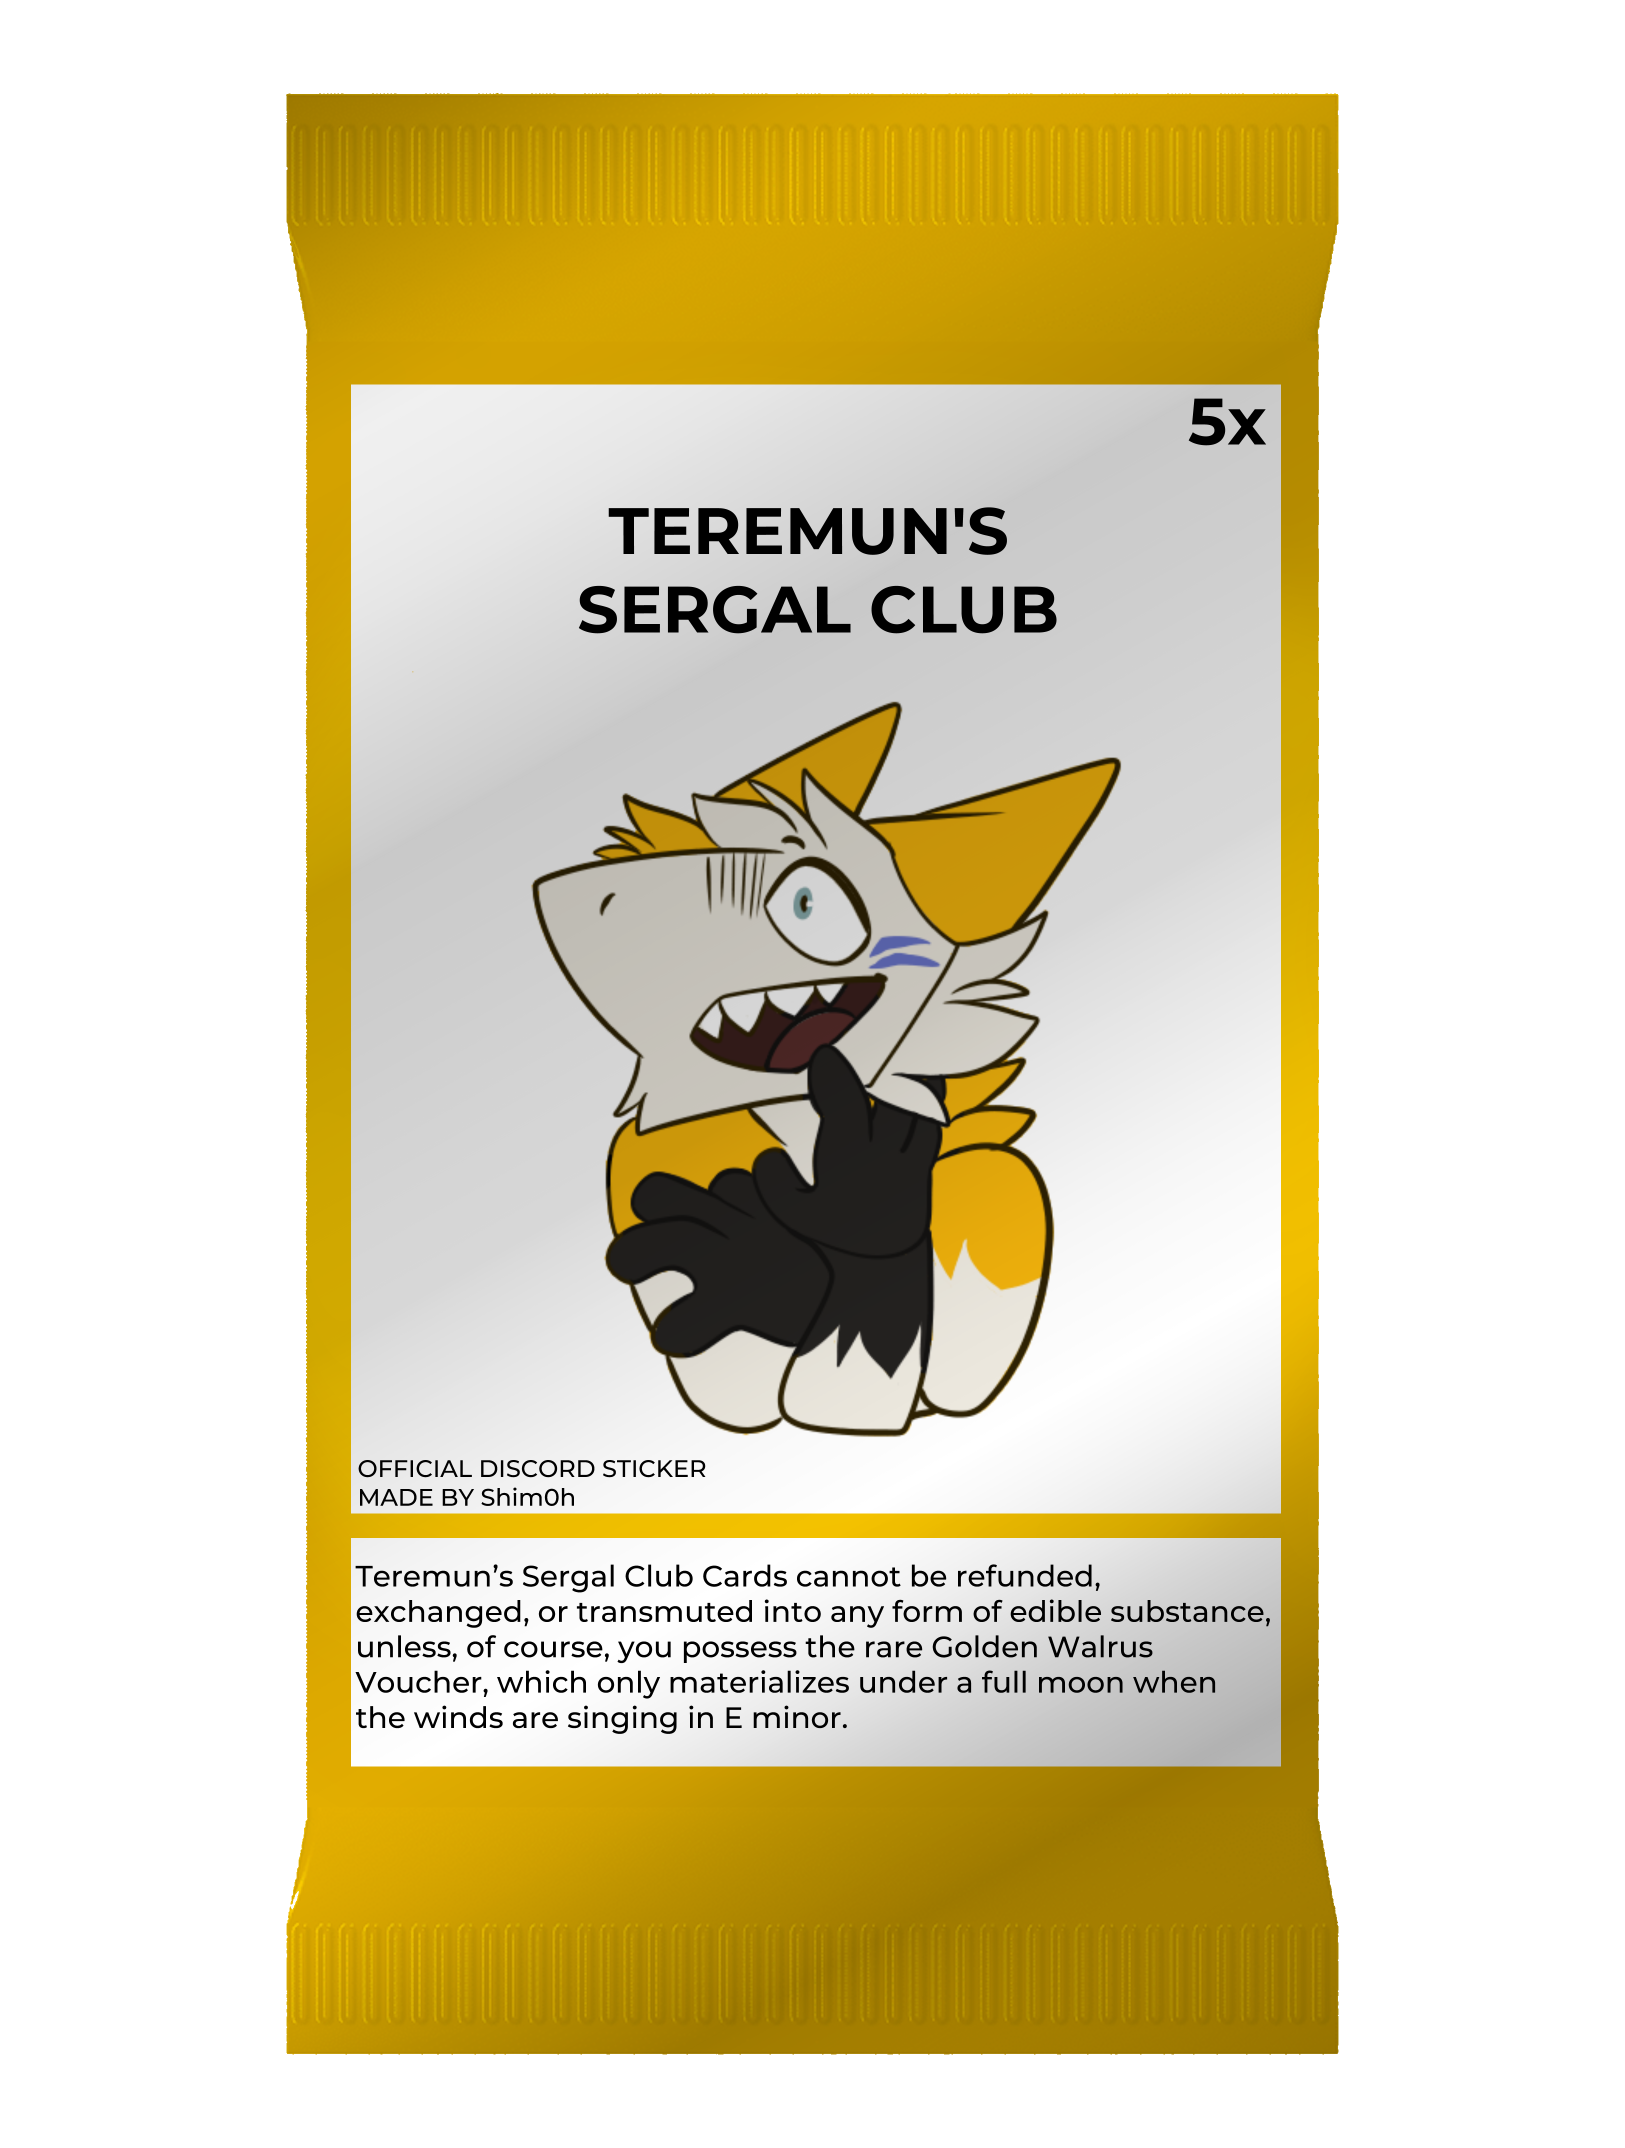 5x
TEREMUN'S
SERGAL CLUB
OFFICIAL DISCORD STICKER
MADE BY Shim0h
Teremun’s Sergal Club Cards cannot be refunded,
exchanged, or transmuted into any form of edible substance,
unless, of course, you possess the rare Golden Walrus
Voucher, which only materializes under a full moon when
the winds are singing in E minor.